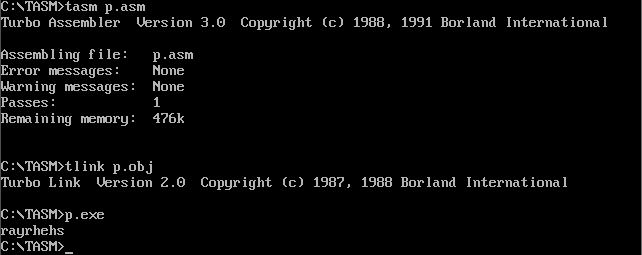 C:\TASM>tasm p.asm
Turbo Assembler  Version 3.0  Copyright (c) 1988, 1991 Borland International
Assembling file:   p.asm
Error messages:    None
Warning messages:  None
Passes:            1
Remaining memory:  476k
C:\TASM>tlink p.obj
Turbo Link  Version 2.0  Copyright (c) 1987, 1988 Borland International
C:\TASM>p.exe
rayrhehs
C:\TASM>_